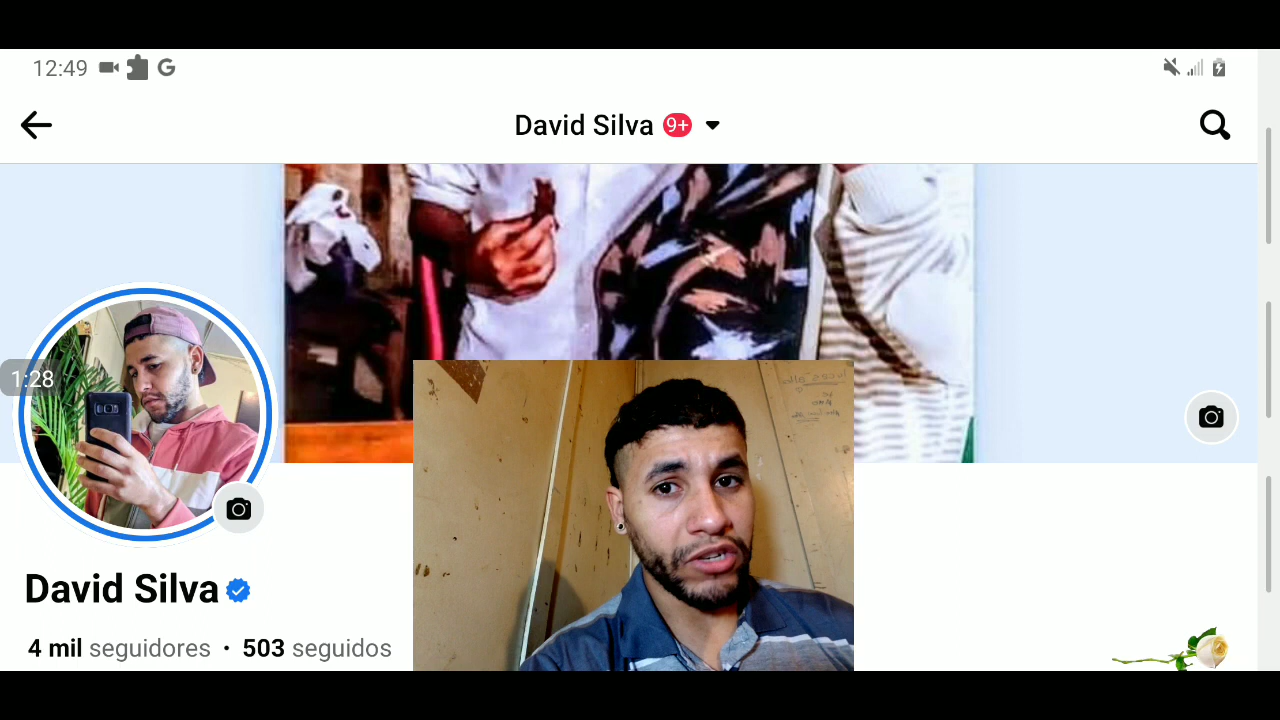 12:49 G
David Silva 9+
1:28
David Silva
4 mil seguidores • 503 seguidos